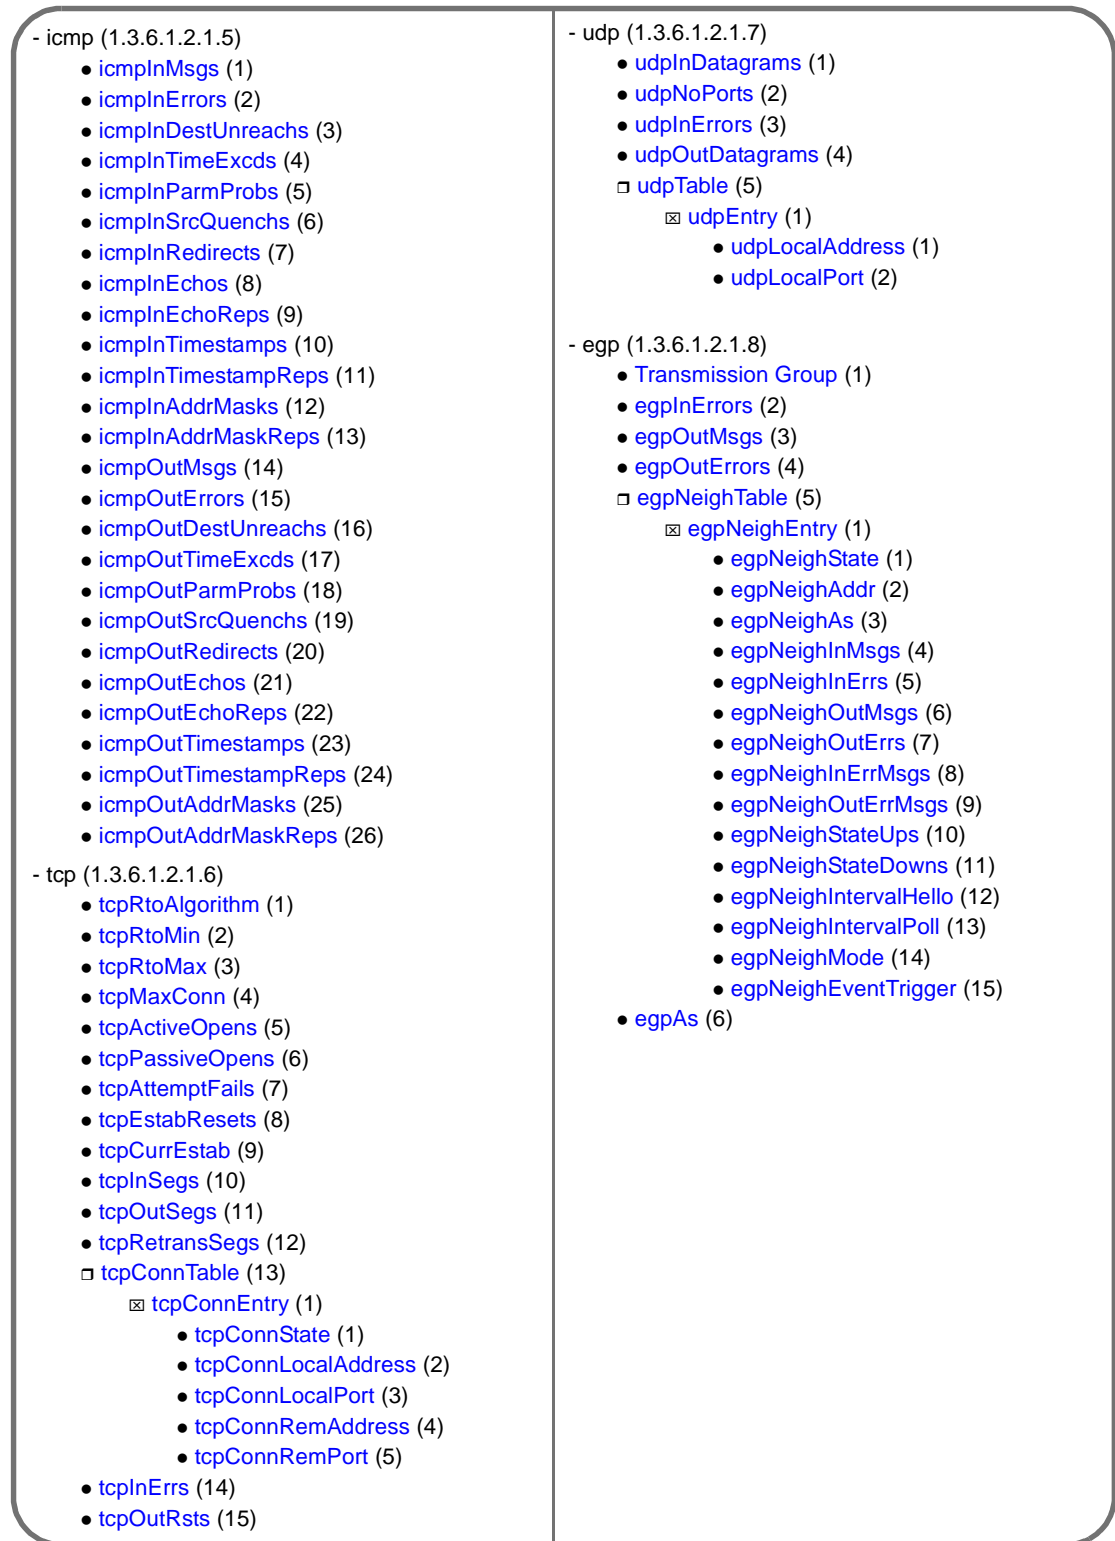 - icmp (1.3.6.1.2.1.5)
● icmpInMsgs (1)
● icmpInErrors (2)
● icmpInDestUnreachs (3)
● icmpInTimeExcds (4)
● icmpInParmProbs (5)
● icmpInSrcQuenchs (6)
● icmpInRedirects (7)
● icmpInEchos (8)
● icmpInEchoReps (9)
● icmpInTimestamps (10)
● icmpInTimestampReps (11)
● icmpInAddrMasks (12)
● icmpInAddrMaskReps (13)
● icmpOutMsgs (14)
● icmpOutErrors (15)
● icmpOutDestUnreachs (16)
● icmpOutTimeExcds (17)
● icmpOutParmProbs (18)
● icmpOutSrcQuenchs (19)
● icmpOutRedirects (20)
● icmpOutEchos (21)
● icmpOutEchoReps (22)
● icmpOutTimestamps (23)
● icmpOutTimestampReps (24)
● icmpOutAddrMasks (25)
● icmpOutAddrMaskReps (26)
- tcp (1.3.6.1.2.1.6)
● tcpRtoAlgorithm (1)
● tcpRtoMin (2)
● tcpRtoMax (3)
● tcpMaxConn (4)
● tcpActiveOpens (5)
● tcpPassiveOpens (6)
● tcpAttemptFails (7)
● tcpEstabResets (8)
● tcpCurrEstab (9)
● tcpInSegs (10)
● tcpOutSegs (11)
● tcpRetransSegs (12)
❒ tcpConnTable (13)
☒ tcpConnEntry (1)
● tcpConnState (1)
● tcpConnLocalAddress (2)
● tcpConnLocalPort (3)
● tcpConnRemAddress (4)
● tcpConnRemPort (5)
● tcpInErrs (14)
● tcpOutRsts (15)
- udp (1.3.6.1.2.1.7)
● udpInDatagrams (1)
● udpNoPorts (2)
● udpInErrors (3)
● udpOutDatagrams (4)
❒ udpTable (5)
☒ udpEntry (1)
● udpLocalAddress (1)
● udpLocalPort (2)
- egp (1.3.6.1.2.1.8)
● Transmission Group (1)
● egpInErrors (2)
● egpOutMsgs (3)
● egpOutErrors (4)
❒ egpNeighTable (5)
☒ egpNeighEntry (1)
● egpNeighState (1)
● egpNeighAddr (2)
● egpNeighAs (3)
● egpNeighInMsgs (4)
● egpNeighInErrs (5)
● egpNeighOutMsgs (6)
● egpNeighOutErrs (7)
● egpNeighInErrMsgs (8)
● egpNeighOutErrMsgs (9)
● egpNeighStateUps (10)
● egpNeighStateDowns (11)
● egpNeighIntervalHello (12)
● egpNeighIntervalPoll (13)
● egpNeighMode (14)
● egpNeighEventTrigger (15)
● egpAs (6)